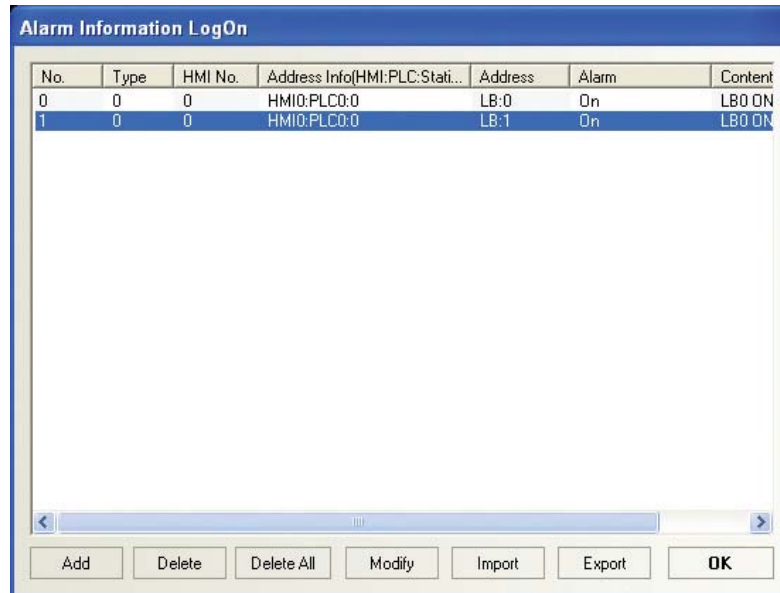 Alarm Information LogOn
No. Type HMI No. Address Info(HMI:PLC:Stati... Address Alarm Content
0 0 0 HMI0:PLC0:0 LB:0 On LB0 ON
1 0 0 HMI0:PLC0:0 LB:1 On LB0 ON
Add Delete Delete All Modify Import Export OK